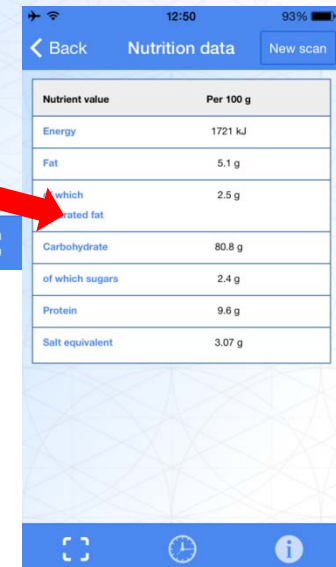 12:50 93%
Back Nutrition data New scan
Nutrient value Per 100 g
Energy 1721 kJ
Fat 5.1 g
which 2.5 g
fat
Carbohydrate 80.8 g
of which sugars 2.4 g
Protein 9.6 g
Salt equivalent 3.07 g